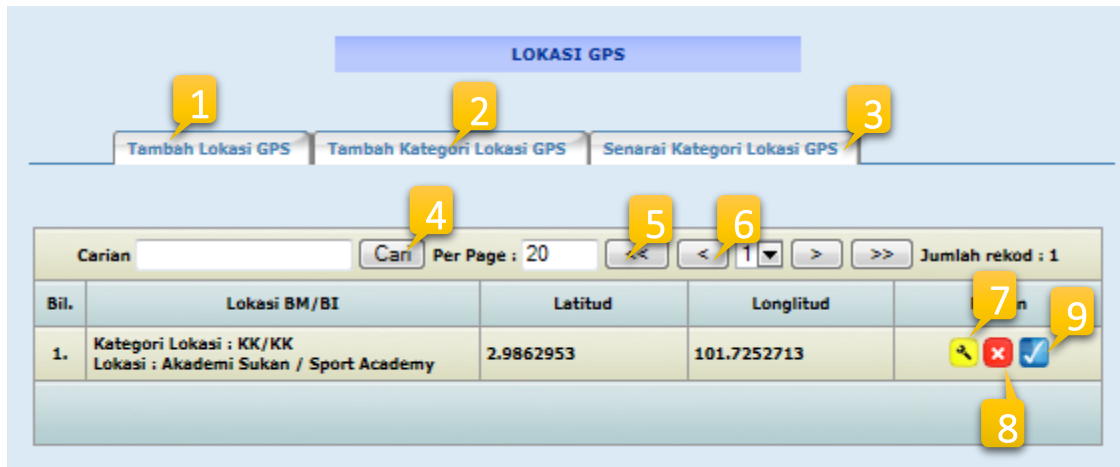 LOKASI GPS
1
2
3
Tambah Lokasi GPS
Tambah Kategori Lokasi GPS
Senarai Kategori Lokasi GPS
4
5
6
Carian Cari Per Page : 20 << < 1 > >> Jumlah rekod : 1
7
9
Bil. Lokasi BM/BI Latitud Longlitud
1. Kategori Lokasi : KK/KK
Lokasi : Akademi Sukan / Sport Academy 2.9862953 101.7252713
8